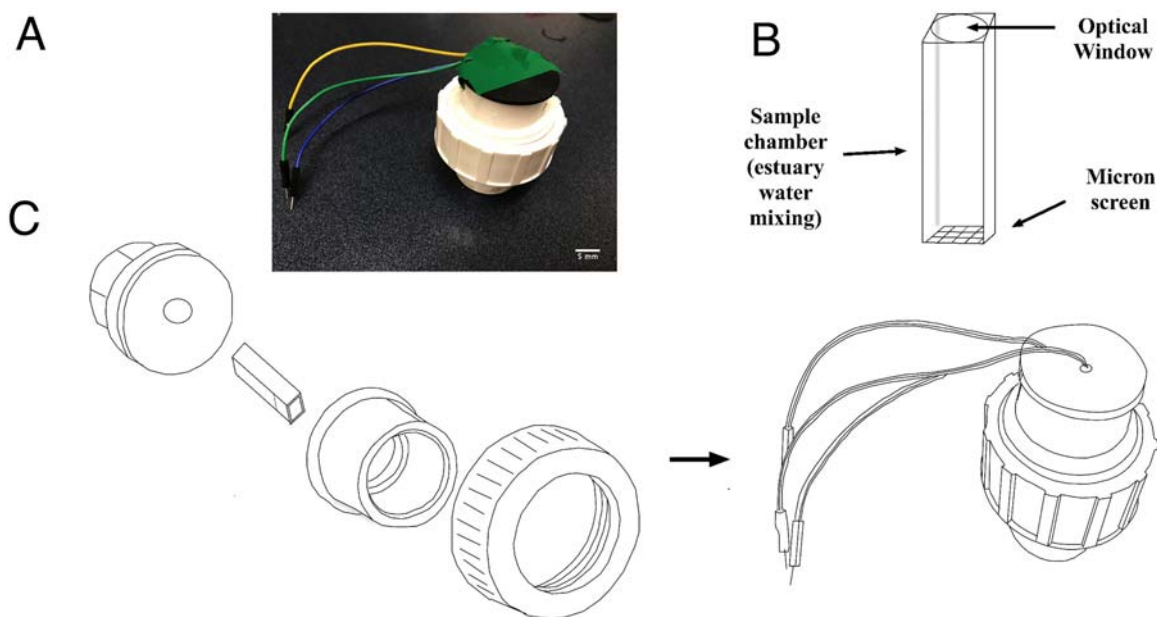 A
5 mm
B
Optical
Window
Sample
chamber
(estuary
water
mixing)
Micron
screen
C